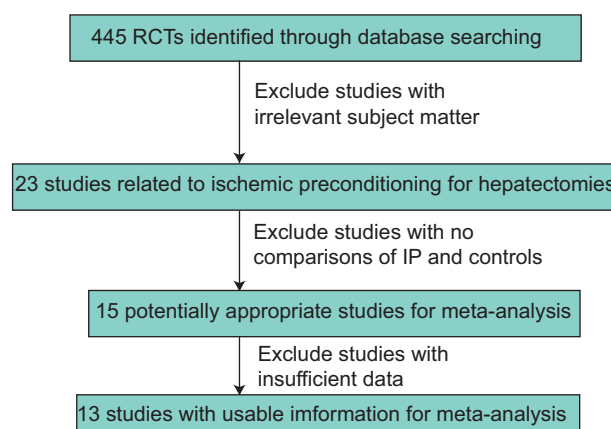 445 RCTs identified through database searching
Exclude studies with
irrelevant subject matter
23 studies related to ischemic preconditioning for hepatectomies
Exclude studies with no
comparisons of IP and controls
15 potentially appropriate studies for meta-analysis
Exclude studies with
insufficient data
13 studies with usable imformation for meta-analysis